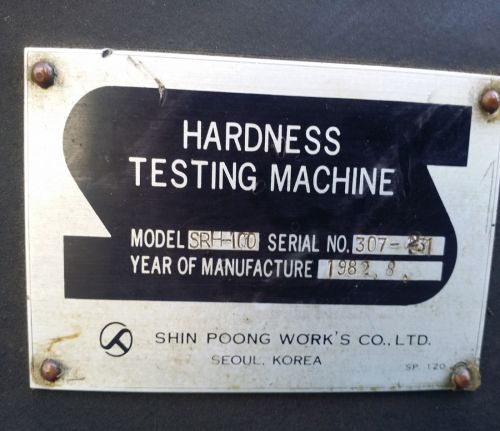 HARDNESS
TESTING MACHINE
MODEL SRH-100 SERIAL NO. 307-231
YEAR OF MANUFACTURE 1982. 8.
SHIN POONG WORK'S CO., LTD.
SEOUL, KOREA
SP 120